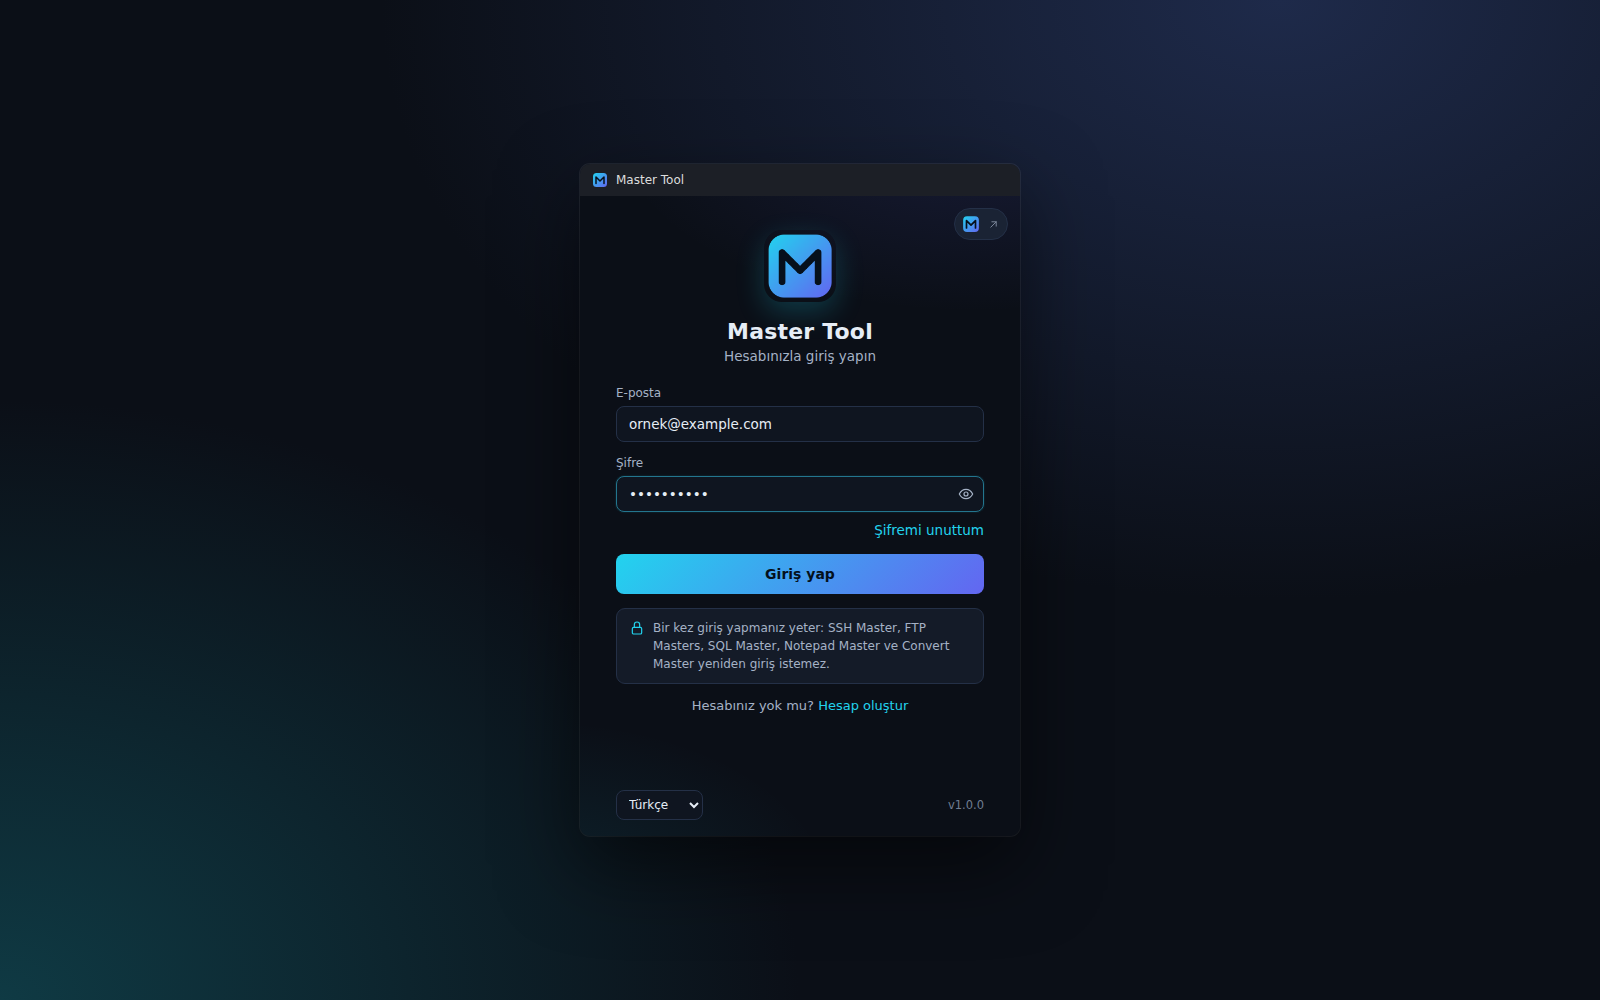 Master Tool
Master Tool
Hesabınızla giriş yapın
E-posta
ornek@example.com
Şifre
••••••••••
Şifremi unuttum
Giriş yap
Bir kez giriş yapmanız yeter: SSH Master, FTP
Masters, SQL Master, Notepad Master ve Convert
Master yeniden giriş istemez.
Hesabınız yok mu? Hesap oluştur
Türkçe
v1.0.0